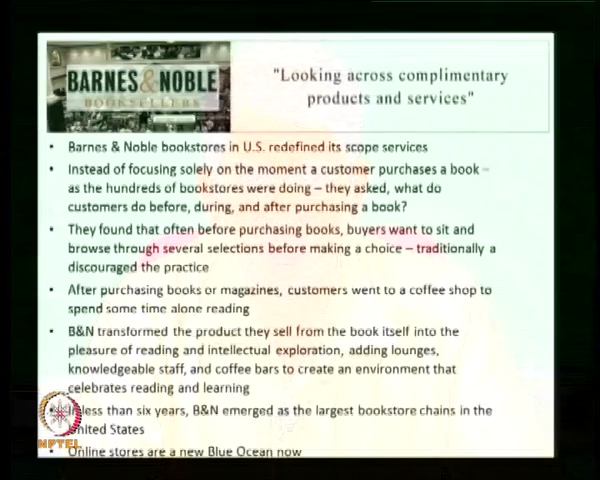 BARNES & NOBLE
BOOKSELLERS
"Looking across complimentary
products and services"
• Barnes & Noble bookstores in U.S. redefined its scope services
• Instead of focusing solely on the moment a customer purchases a book –
as the hundreds of bookstores were doing – they asked, what do
customers do before, during, and after purchasing a book?
• They found that often before purchasing books, buyers want to sit and
browse through several selections before making a choice – traditionally a
discouraged the practice
• After purchasing books or magazines, customers went to a coffee shop to
spend some time alone reading
• B&N transformed the product they sell from the book itself into the
pleasure of reading and intellectual exploration, adding lounges,
knowledgeable staff, and coffee bars to create an environment that
celebrates reading and learning
• In less than six years, B&N emerged as the largest bookstore chains in the
United States
• Online stores are a new Blue Ocean now
NPTEL